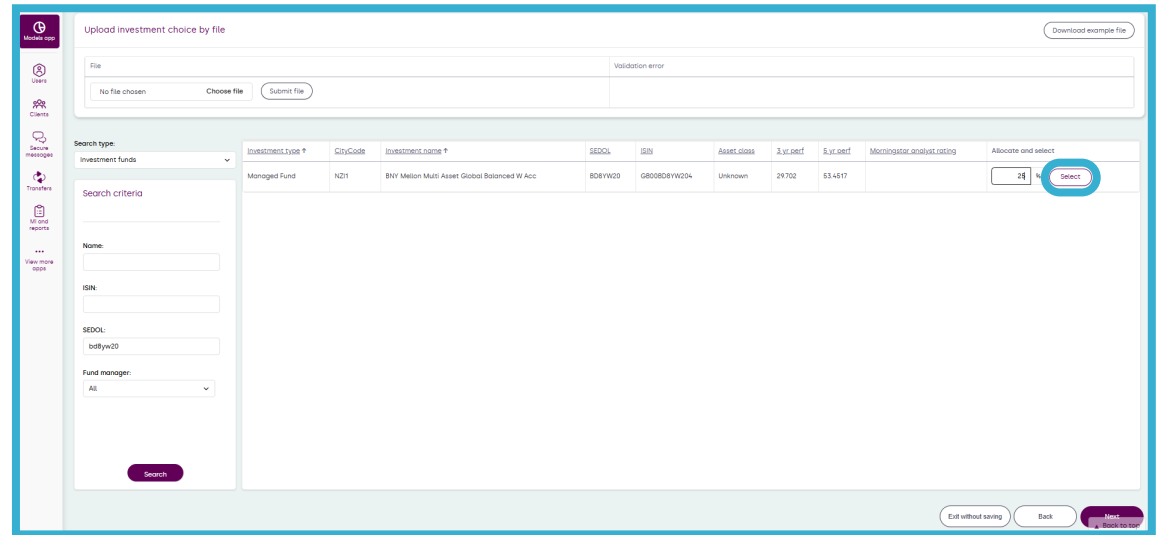 Models app
Users
Clients
Secure
messages
Transfers
MI and
reports
...
View more
apps
Upload investment choice by file
Download example file
File
Validation error
No file chosen
Choose file
Submit file
Search type:
Investment funds
Search criteria
Name:
ISIN:
SEDOL:
bd8yw20
Fund manager:
All
Search
Investment type ↑ CityCode Investment name ↑ SEDOL ISIN Asset class 3 yr perf 5 yr perf Morningstar analyst rating Allocate and select
Managed Fund NZI1 BNY Mellon Multi Asset Global Balanced W Acc BD8YW20 GB00BD8YW204 Unknown 29.702 53.4517 25 % Select
Exit without saving
Back
Next
▲ Back to top